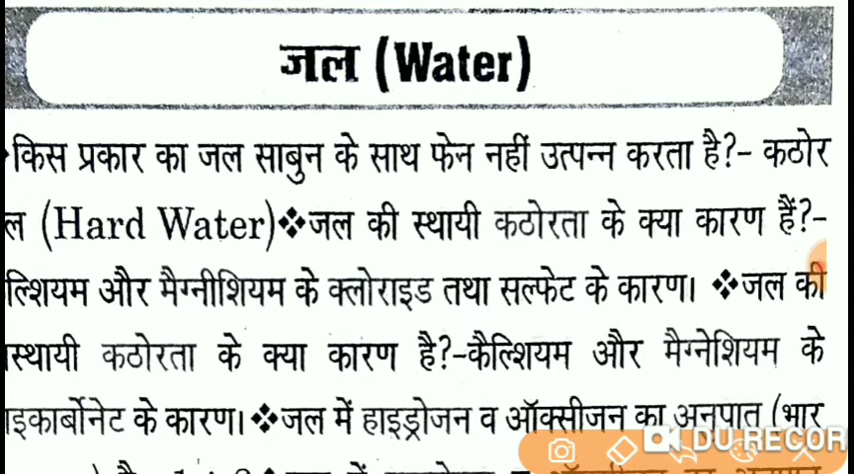 जल (Water)
किस प्रकार का जल साबुन के साथ फेन नहीं उत्पन्न करता है?- कठोर
ल (Hard Water)❖जल की स्थायी कठोरता के क्या कारण हैं?-
ल्शियम और मैग्नीशियम के क्लोराइड तथा सल्फेट के कारण। ❖जल की
स्थायी कठोरता के क्या कारण है?-कैल्शियम और मैग्नेशियम के
इकार्बोनेट के कारण।❖जल में हाइड्रोजन व ऑक्सीजन का अनुपात (भार
DU RECOR